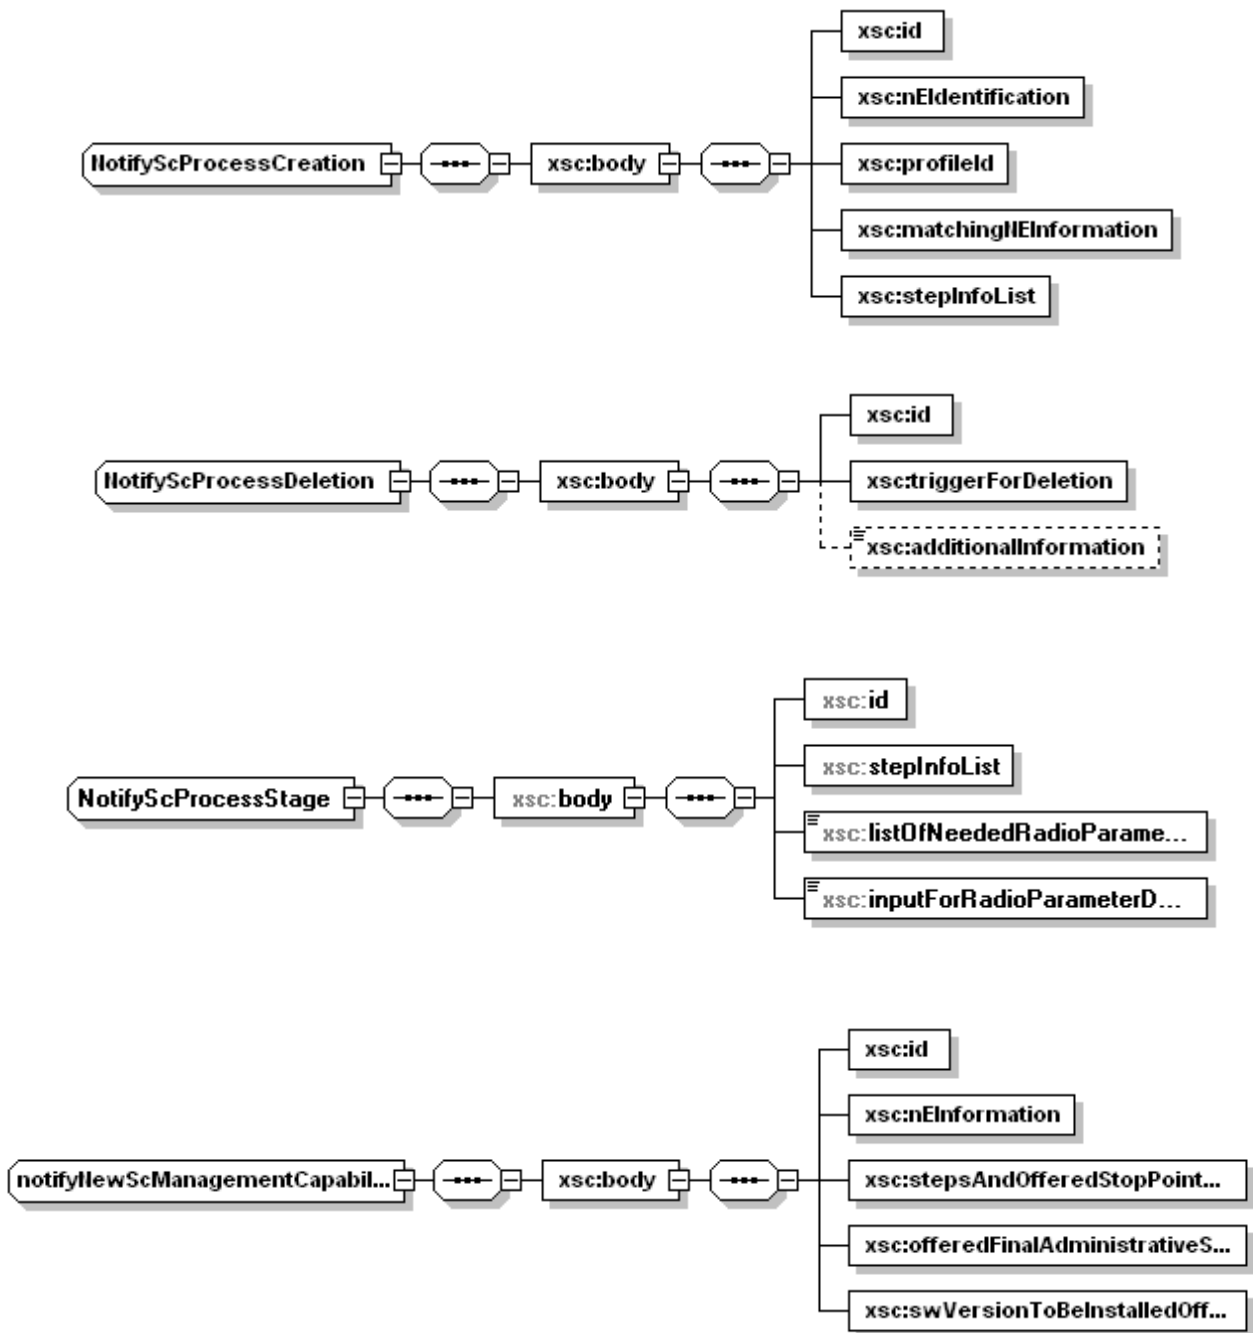 xsc:id
xsc:nEIdentification
NotifyScProcessCreation
xsc:body
xsc:profileId
xsc:matchingNEInformation
xsc:stepInfoList
xsc:id
NotifyScProcessDeletion
xsc:body
xsc:triggerForDeletion
xsc:additionalInformation
xsc:id
xsc:stepInfoList
NotifyScProcessStage
xsc:body
xsc:listOfNeededRadioParame...
xsc:inputForRadioParameterD...
xsc:id
xsc:nEInformation
notifyNewScManagementCapabil...
xsc:body
xsc:stepsAndOfferedStopPoint...
xsc:offeredFinalAdministrativeS...
xsc:swVersionToBeInstalledOff...